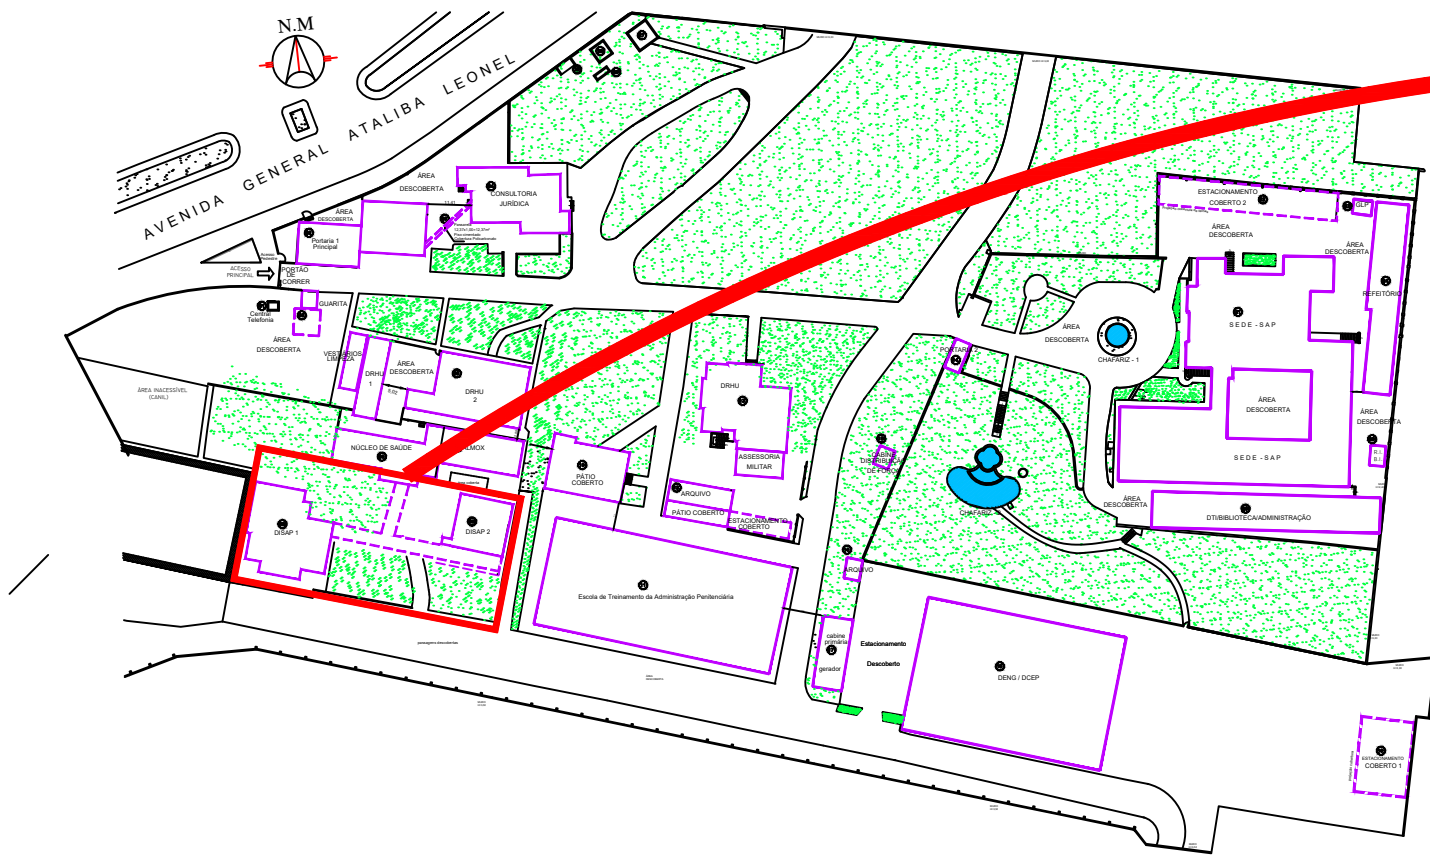 N.M
AVENIDA GENERAL ATALIBA LEONEL
ÁREA
DESCOBERTA
CONSULTORIA
JURÍDICA
ÁREA
DESCOBERTA
Portaria 1
Principal
Acesso
Pedestre
ACESSO
PRINCIPAL
PORTÃO
DE
CORRER
GUARITA
Central
Telefonia
ÁREA
DESCOBERTA
VESTIÁRIOS
LIMPEZA
ÁREA
DESCOBERTA
DRHU
1
DRHU
2
ÁREA INACESSÍVEL
(CANIL)
NÚCLEO DE SAÚDE
ALMOX
DISAP 1
DISAP 2
PÁTIO
COBERTO
DRHU
ASSESSORIA
MILITAR
ARQUIVO
PÁTIO COBERTO
ESTACIONAMENTO
COBERTO
Escola de Treinamento da Administração Penitenciária
passagens descobertas
CABINE
DISTRIBUIÇÃO
DE FORÇA
ARQUIVO
cabine
primária
gerador
Estacionamento
Descoberto
DENG / DCEP
ÁREA
DESCOBERTA
CHAFARIZ - 1
ESTACIONAMENTO
COBERTO 2
GLP
ÁREA
DESCOBERTA
ÁREA
DESCOBERTA
REFEITÓRIO
SEDE - SAP
ÁREA
DESCOBERTA
SEDE - SAP
ÁREA
DESCOBERTA
ÁREA
DESCOBERTA
DTI/BIBLIOTECA/ADMINISTRAÇÃO
ESTACIONAMENTO
COBERTO 1